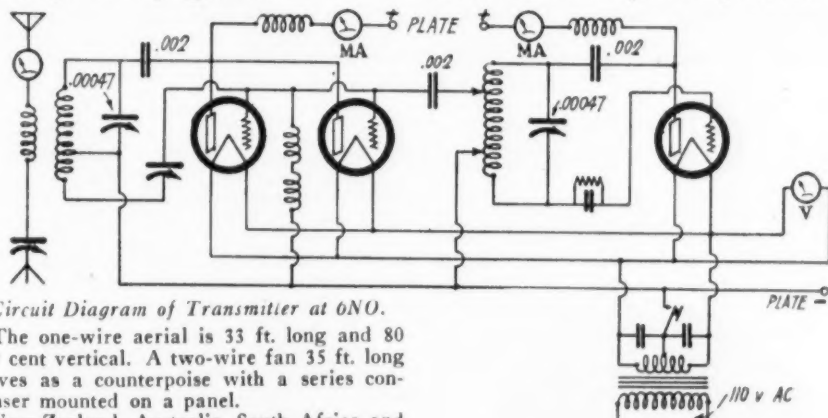 .002
MA
+ PLATE +
MA
.002
.002
.00047
.00047
V
PLATE -
110 v AC
Circuit Diagram of Transmitter at 6NO.
The one-wire aerial is 33 ft. long and 80
cent vertical. A two-wire fan 35 ft. long
ves as a counterpoise with a series con-
ser mounted on a panel.
Zealand, Australia, South Africa and